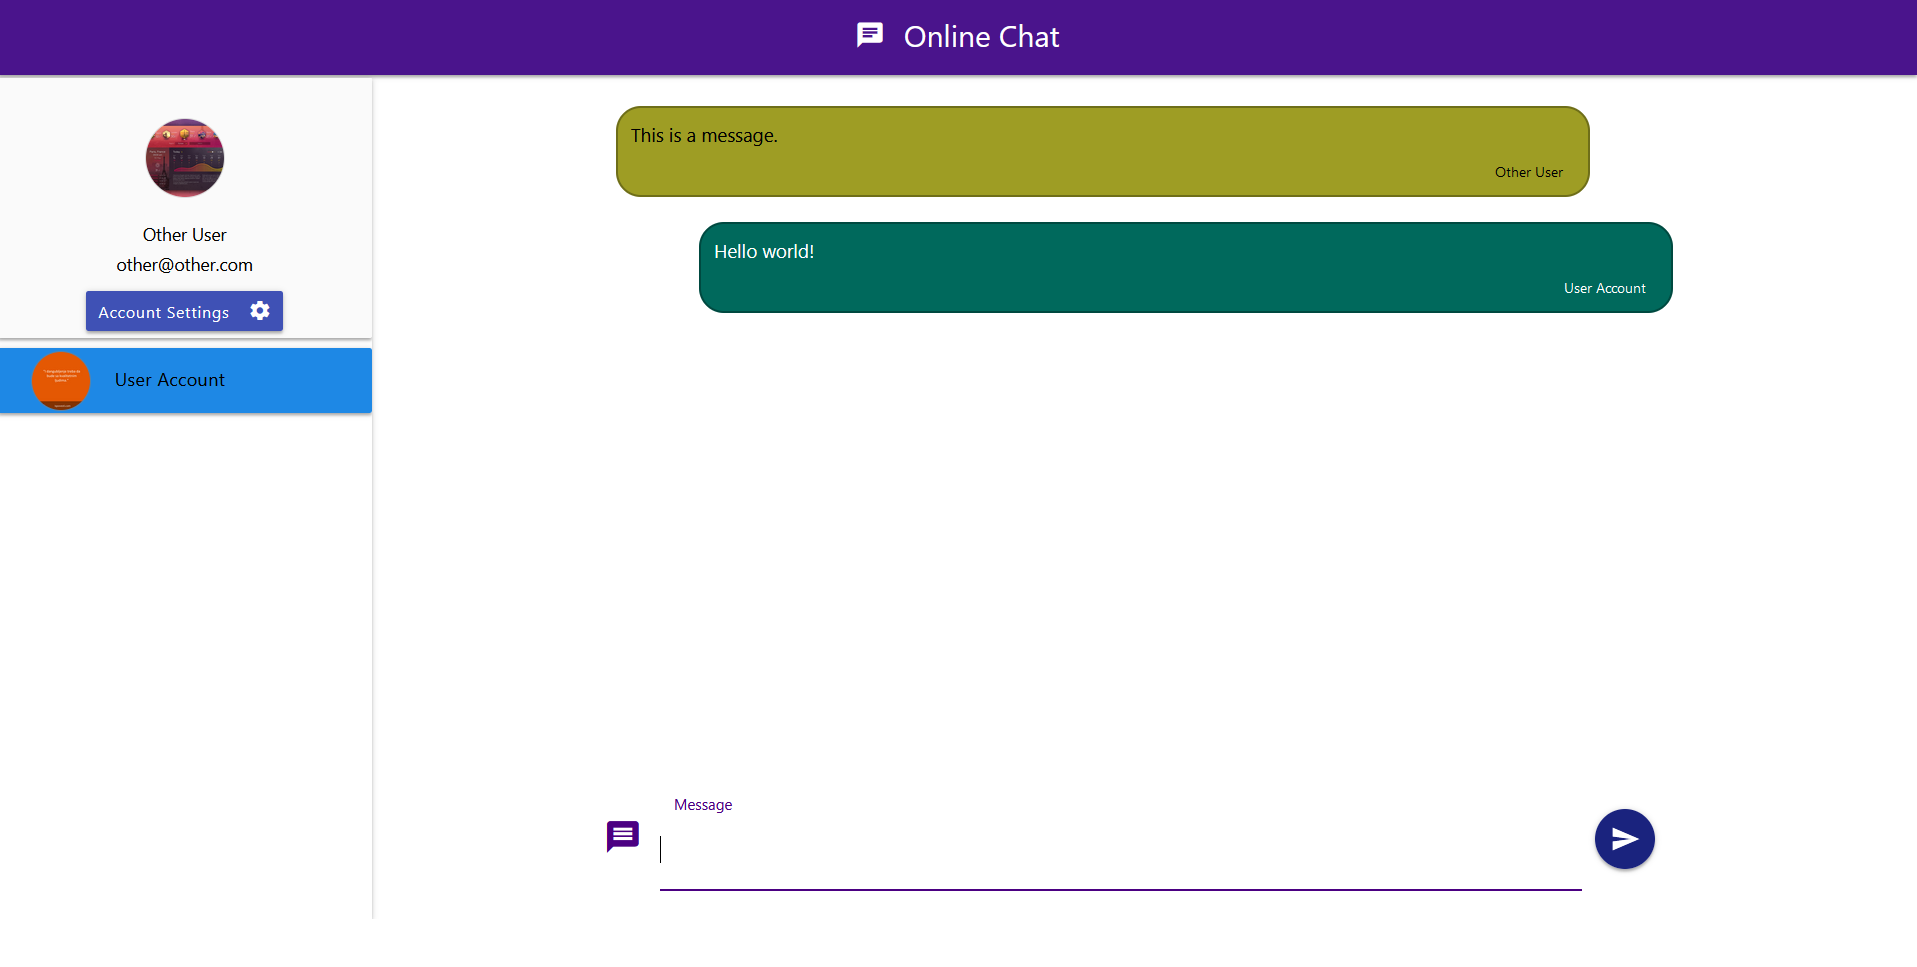 Online Chat
Other User
other@other.com
Account Settings
User Account
This is a message.
Other User
Hello world!
User Account
Message